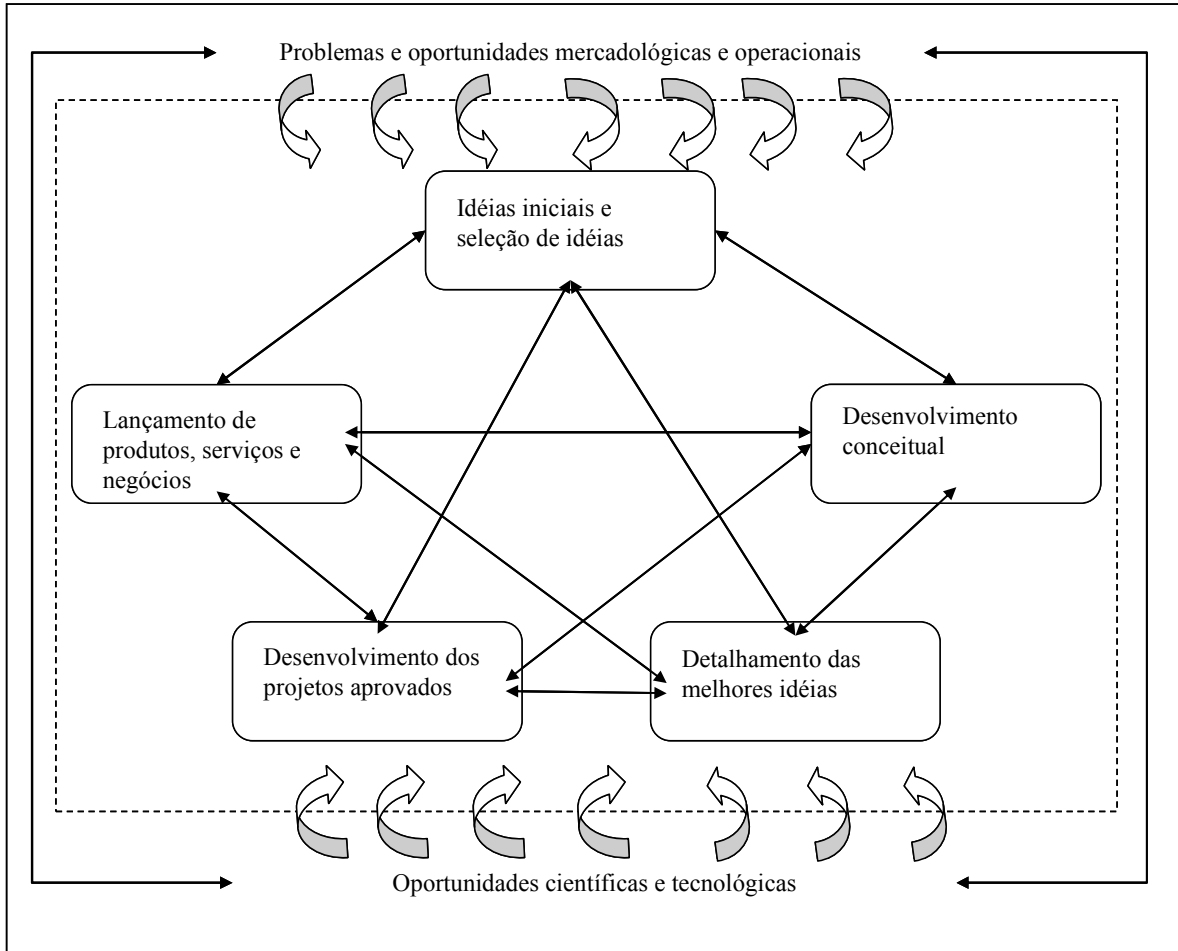 Problemas e oportunidades mercadológicas e operacionais
Idéias iniciais e
seleção de idéias
Lançamento de
produtos, serviços e
negócios
Desenvolvimento
conceitual
Desenvolvimento dos
projetos aprovados
Detalhamento das
melhores idéias
Oportunidades científicas e tecnológicas